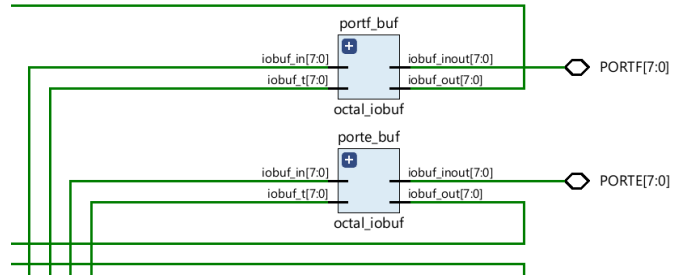 portf_buf
iobuf_in[7:0] iobuf_inout[7:0] PORTF[7:0]
iobuf_t[7:0] iobuf_out[7:0]
octal_iobuf
porte_buf
iobuf_in[7:0] iobuf_inout[7:0] PORTE[7:0]
iobuf_t[7:0] iobuf_out[7:0]
octal_iobuf